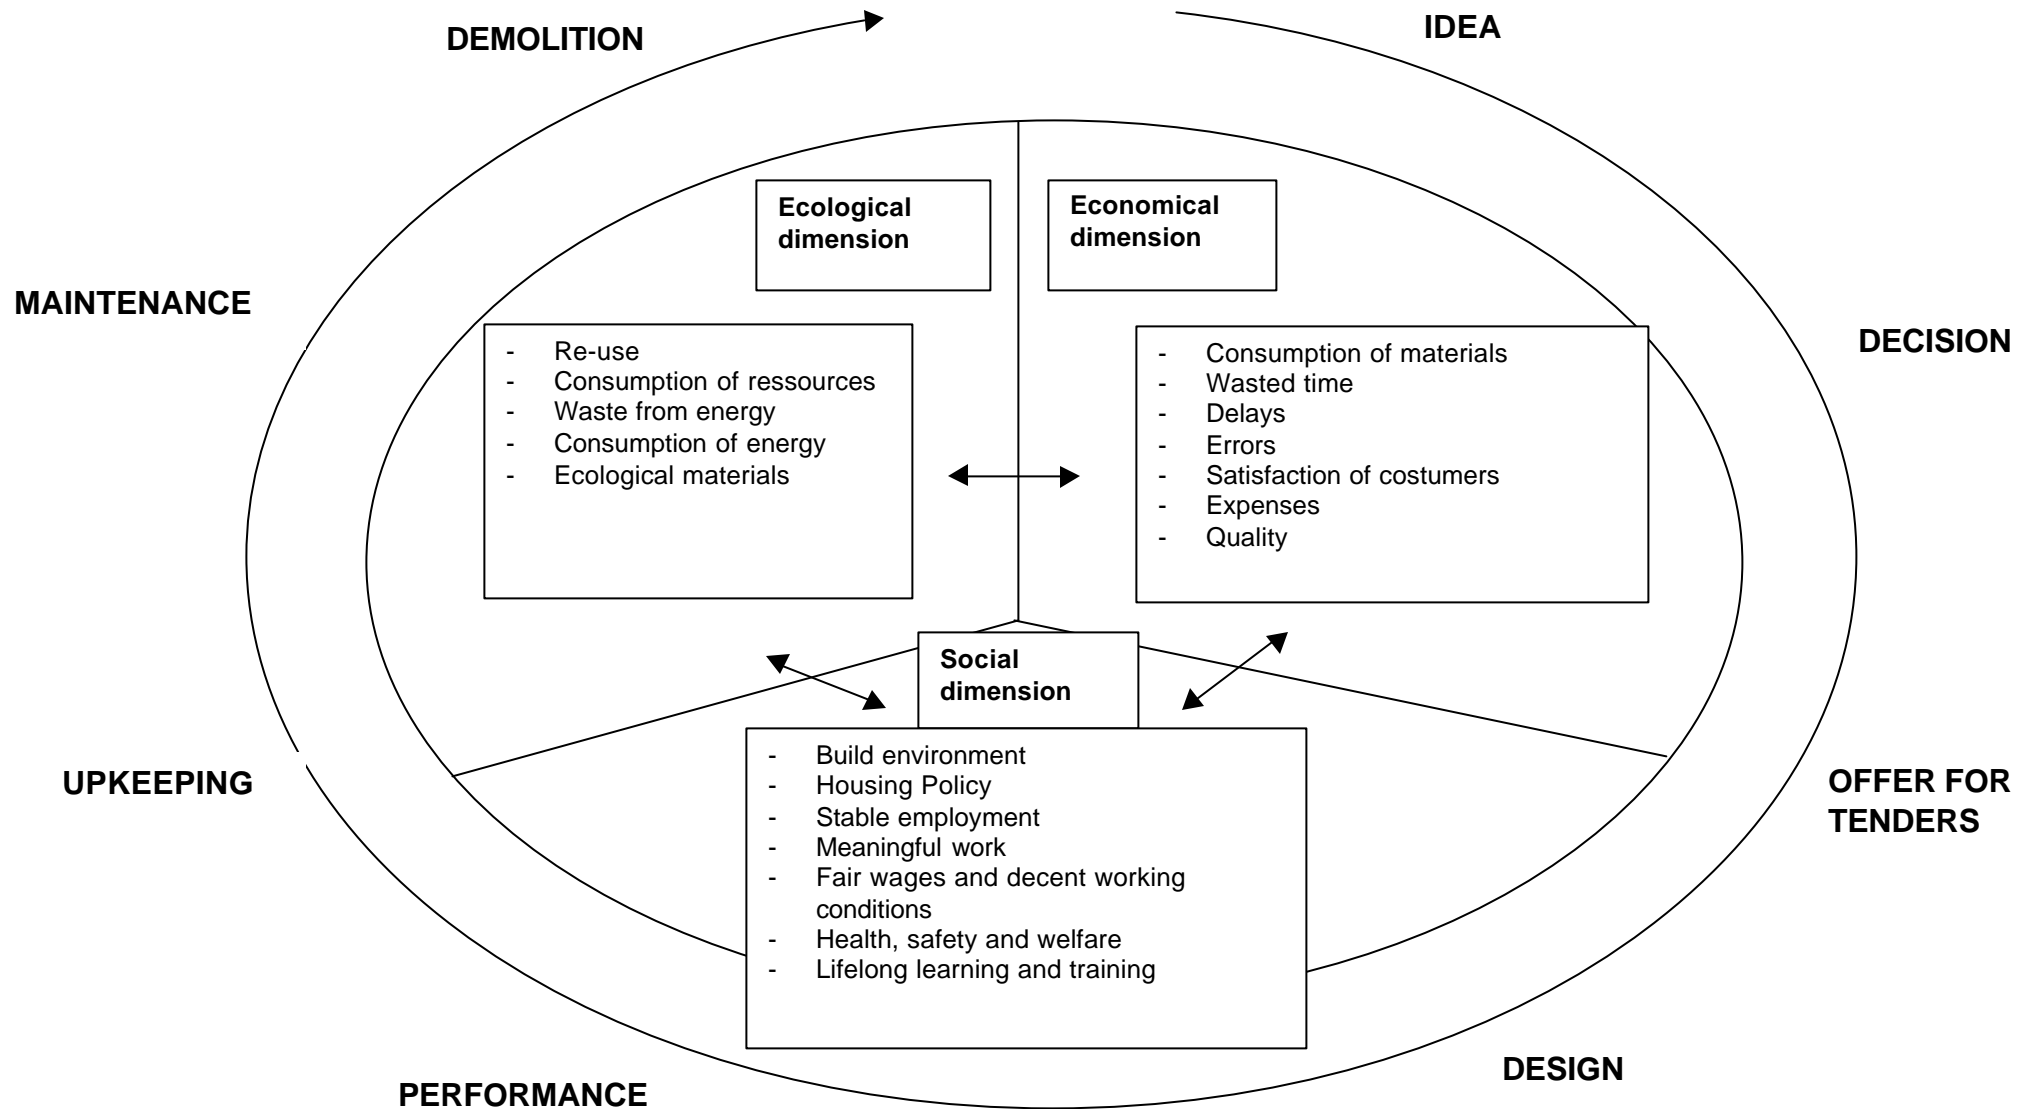 DEMOLITION
IDEA
Ecological
dimension
Economical
dimension
MAINTENANCE
DECISION
- Re-use
- Consumption of ressources
- Waste from energy
- Consumption of energy
- Ecological materials
- Consumption of materials
- Wasted time
- Delays
- Errors
- Satisfaction of costumers
- Expenses
- Quality
Social
dimension
- Build environment
- Housing Policy
- Stable employment
- Meaningful work
- Fair wages and decent working
conditions
- Health, safety and welfare
- Lifelong learning and training
UPKEEPING
OFFER FOR
TENDERS
PERFORMANCE
DESIGN